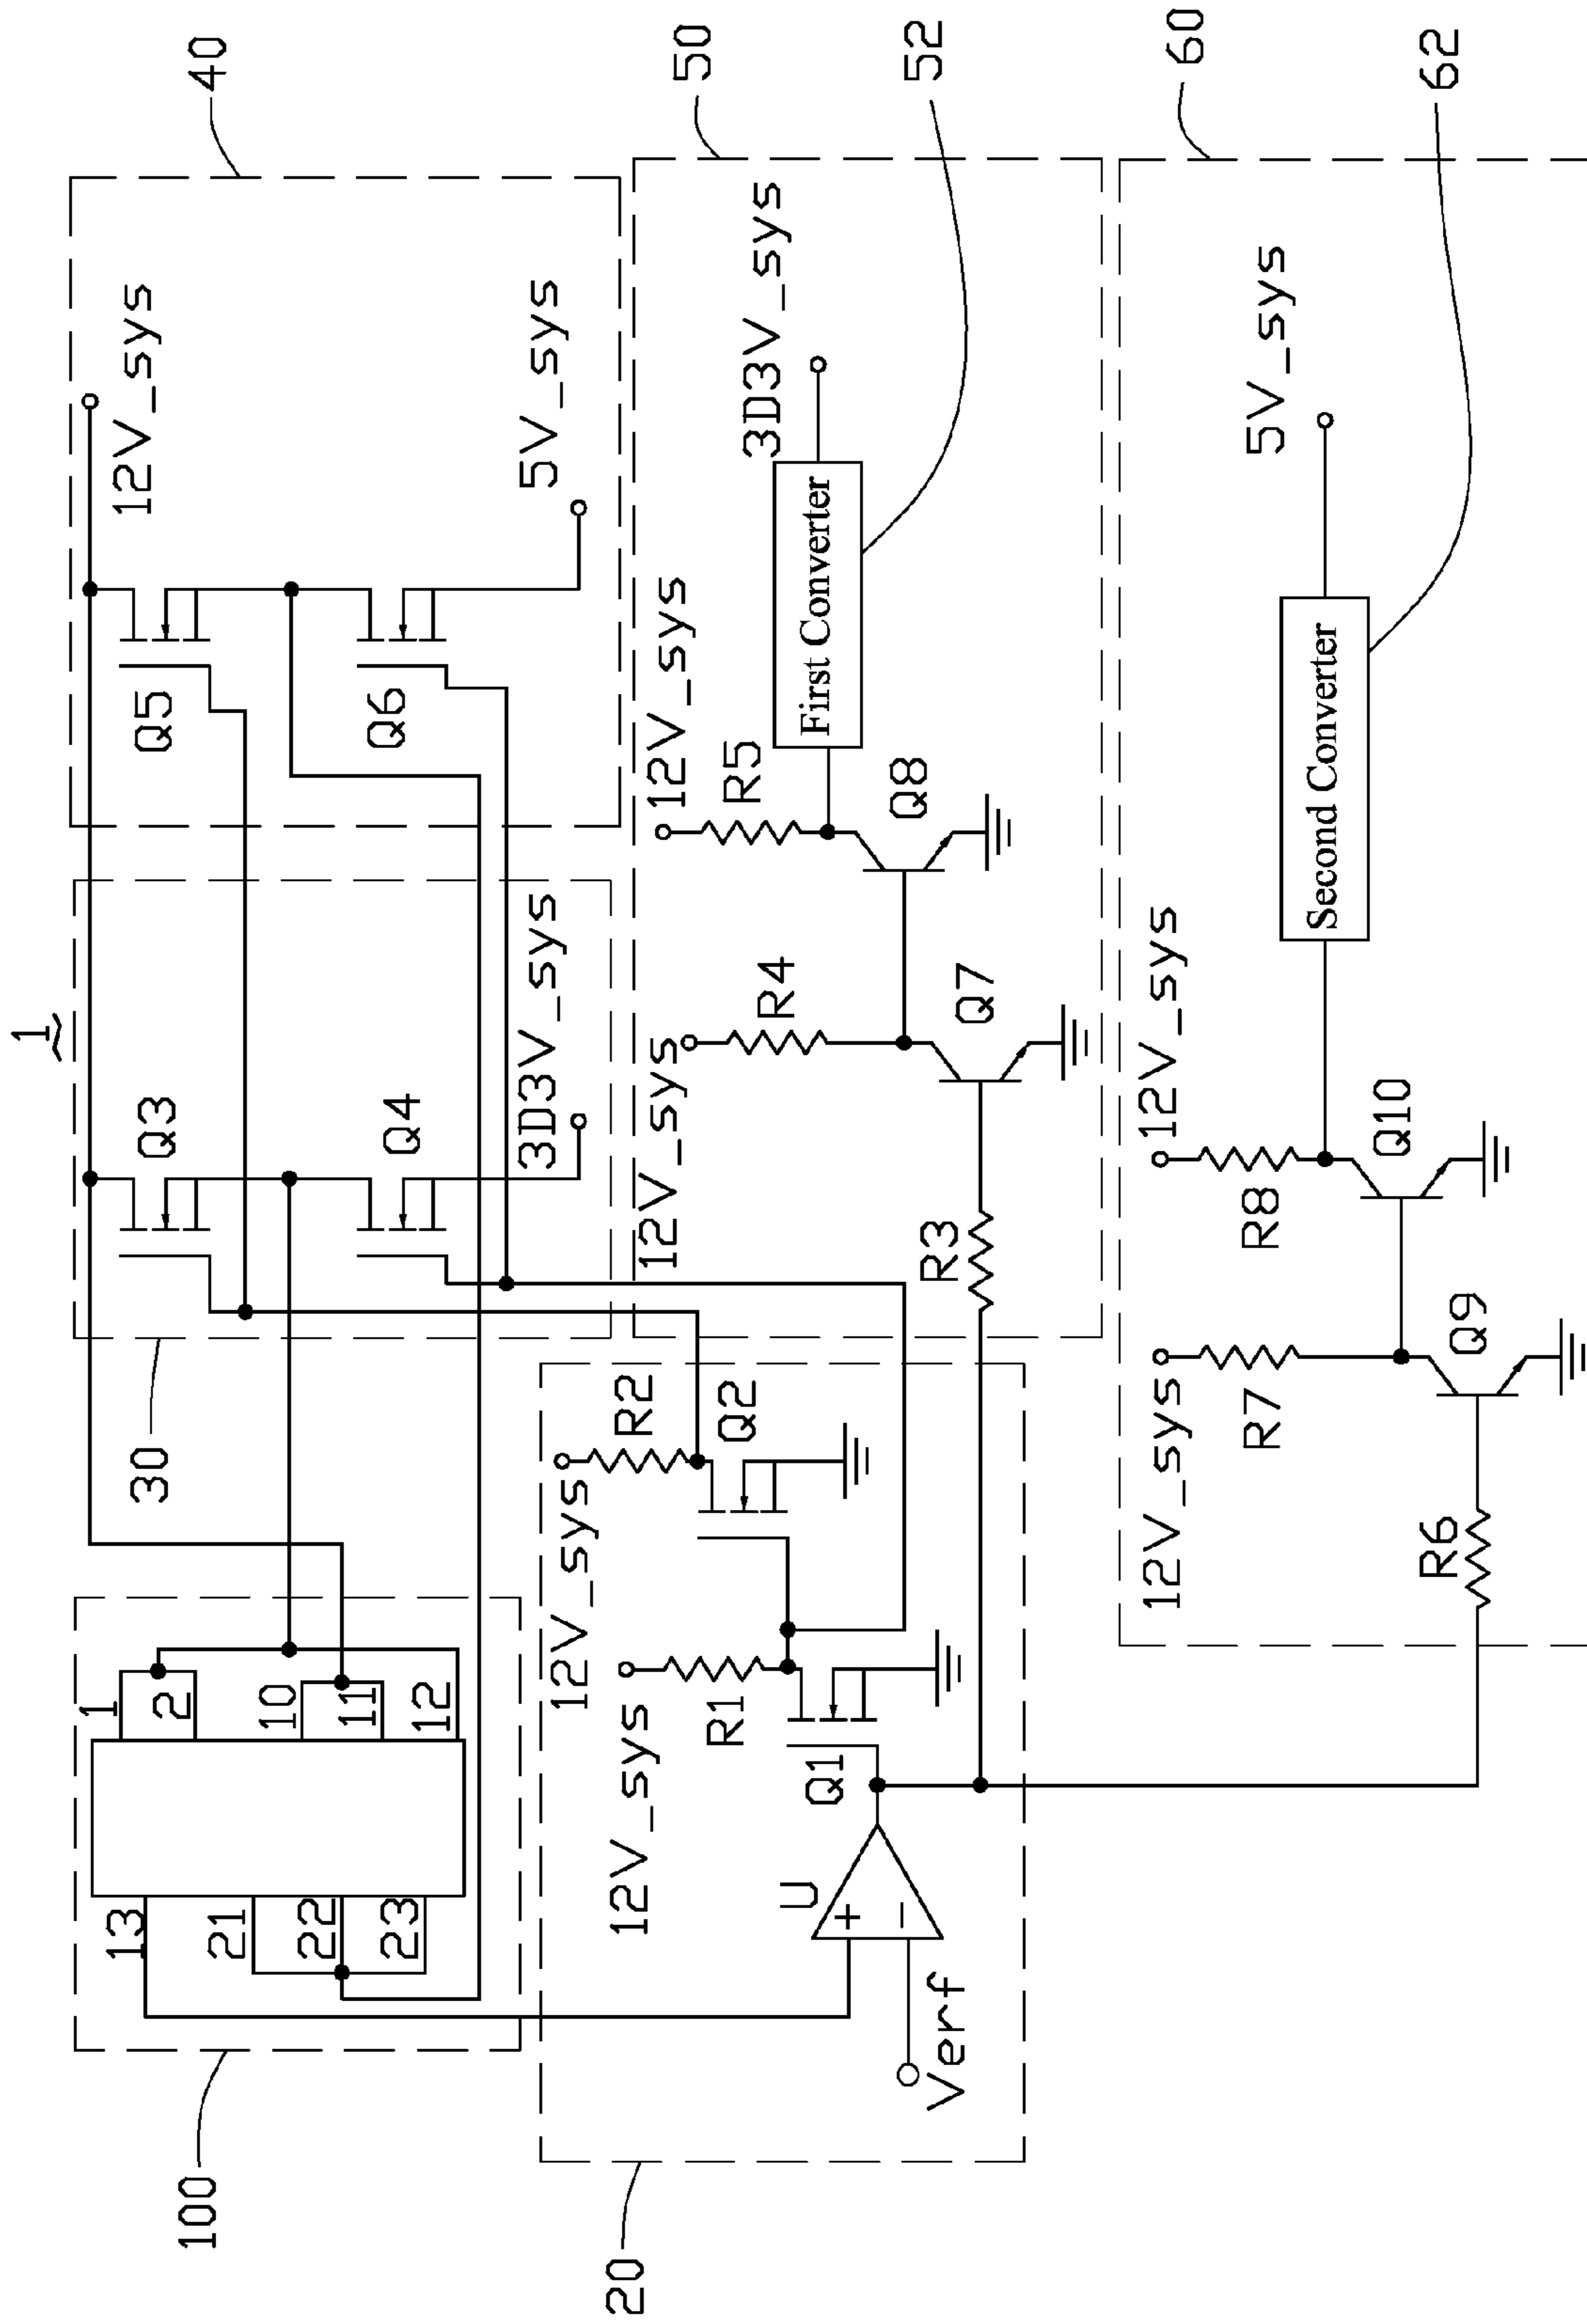 1
100
13
21
22
23
1
2
10
11
12
30
Q3
Q4
3D3V_sys
40
12V_sys
Q5
Q6
5V_sys
20
Verf
U
+
−
12V_sys
R1
Q1
12V_sys
R2
Q2
50
R3
12V_sys
R4
Q7
12V_sys
R5
Q8
First Converter
3D3V_sys
52
60
R6
12V_sys
R7
Q9
12V_sys
R8
Q10
Second Converter
5V_sys
62